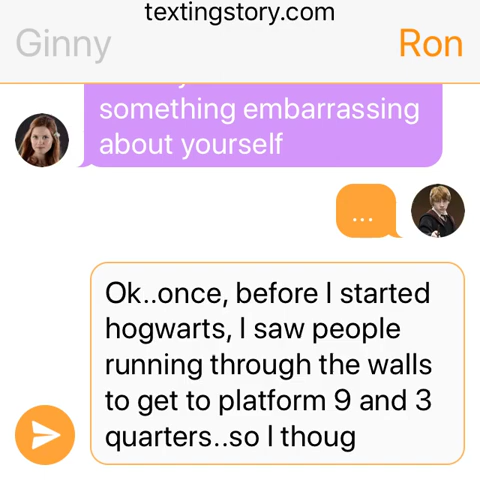 textingstory.com
Ginny Ron
something embarrassing
about yourself
...
Ok..once, before I started
hogwarts, I saw people
running through the walls
to get to platform 9 and 3
quarters..so I thoug